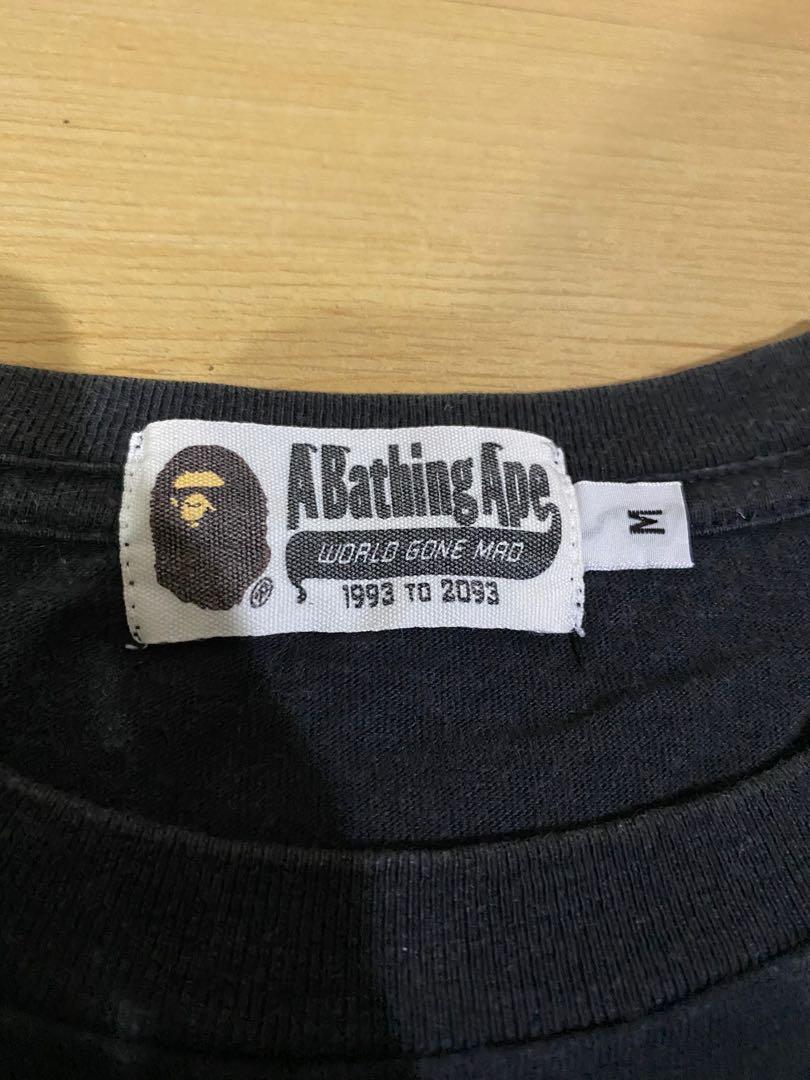 A Bathing Ape
WORLD GONE MAD
1993 TO 2093
®
M